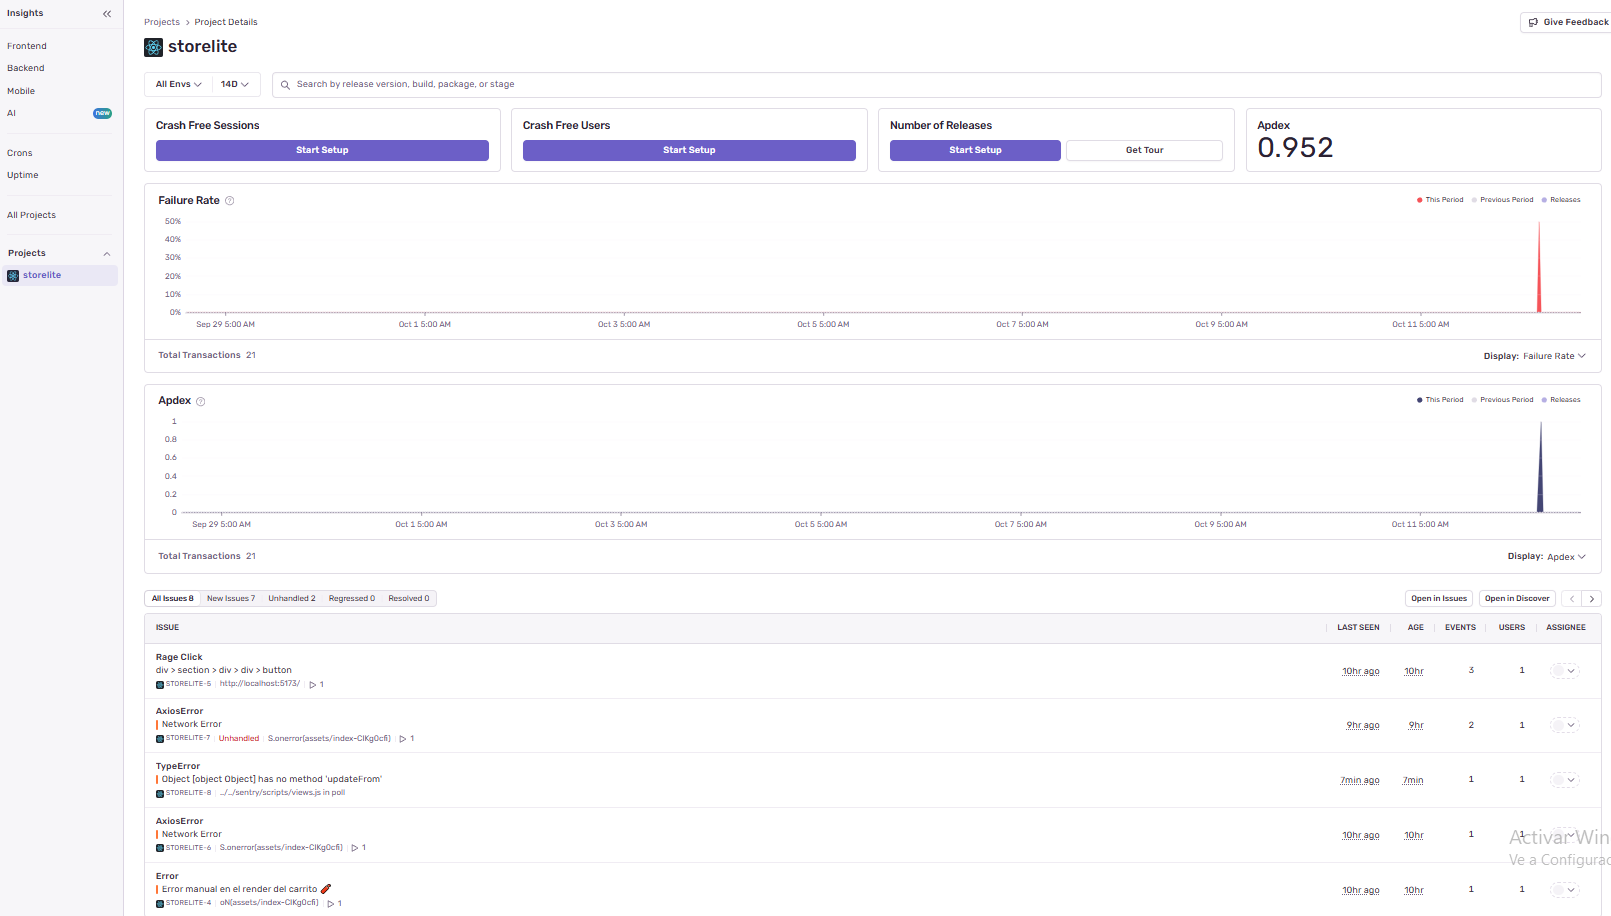 Insights
Frontend
Backend
Mobile
AI new
Crons
Uptime
All Projects
Projects
storelite
Projects > Project Details
Give Feedback
storelite
All Envs 14D Search by release version, build, package, or stage
Crash Free Sessions
Start Setup
Crash Free Users
Start Setup
Number of Releases
Start Setup Get Tour
Apdex
0.952
Failure Rate
This Period Previous Period Releases
50%
40%
30%
20%
10%
0%
Sep 29 5:00 AM Oct 1 5:00 AM Oct 3 5:00 AM Oct 5 5:00 AM Oct 7 5:00 AM Oct 9 5:00 AM Oct 11 5:00 AM
Total Transactions 21
Display: Failure Rate
Apdex
This Period Previous Period Releases
1
0.8
0.6
0.4
0.2
0
Sep 29 5:00 AM Oct 1 5:00 AM Oct 3 5:00 AM Oct 5 5:00 AM Oct 7 5:00 AM Oct 9 5:00 AM Oct 11 5:00 AM
Total Transactions 21
Display: Apdex
All Issues 8 New Issues 7 Unhandled 2 Regressed 0 Resolved 0
Open in Issues Open in Discover
ISSUE LAST SEEN AGE EVENTS USERS ASSIGNEE
Rage Click
div > section > div > div > button
10hr ago 10hr 3 1
STORELITE-5 http://localhost:5173/ 1
AxiosError
Network Error
9hr ago 9hr 2 1
STORELITE-7 Unhandled S.onerror(assets/index-ClKg0cfi) 1
TypeError
Object [object Object] has no method 'updateFrom'
7min ago 7min 1 1
STORELITE-8 ../../sentry/scripts/views.js in poll
AxiosError
Network Error
10hr ago 10hr 1 1
STORELITE-6 S.onerror(assets/index-ClKg0cfi) 1
Error
Error manual en el render del carrito 🧨
10hr ago 10hr 1 1
STORELITE-4 oN(assets/index-ClKg0cfi) 1
Activar Win
Ve a Configurac